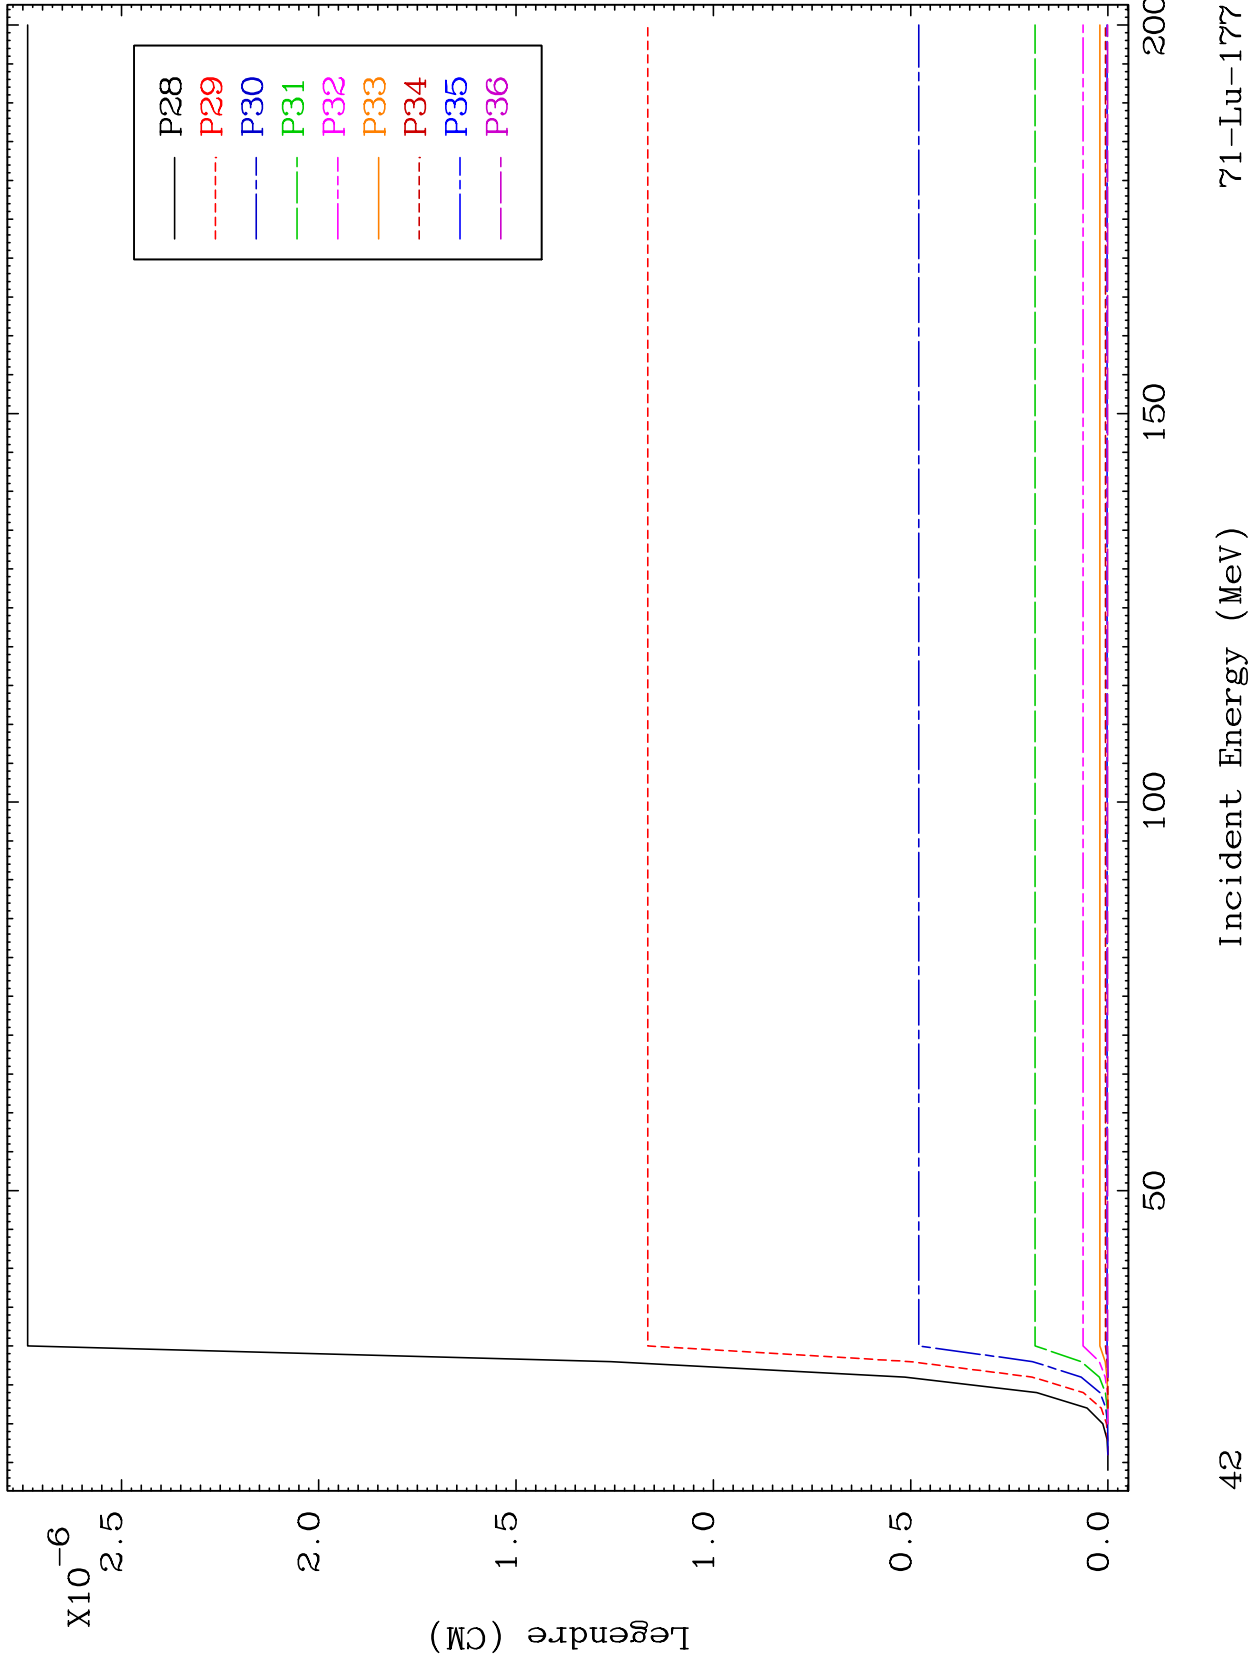 X10^-6
2.5
2.0
1.5
1.0
0.5
0.0
Legendre (CM)
P28
P29
P30
P31
P32
P33
P34
P35
P36
50
100
150
200
42
Incident Energy (MeV)
71-Lu-177